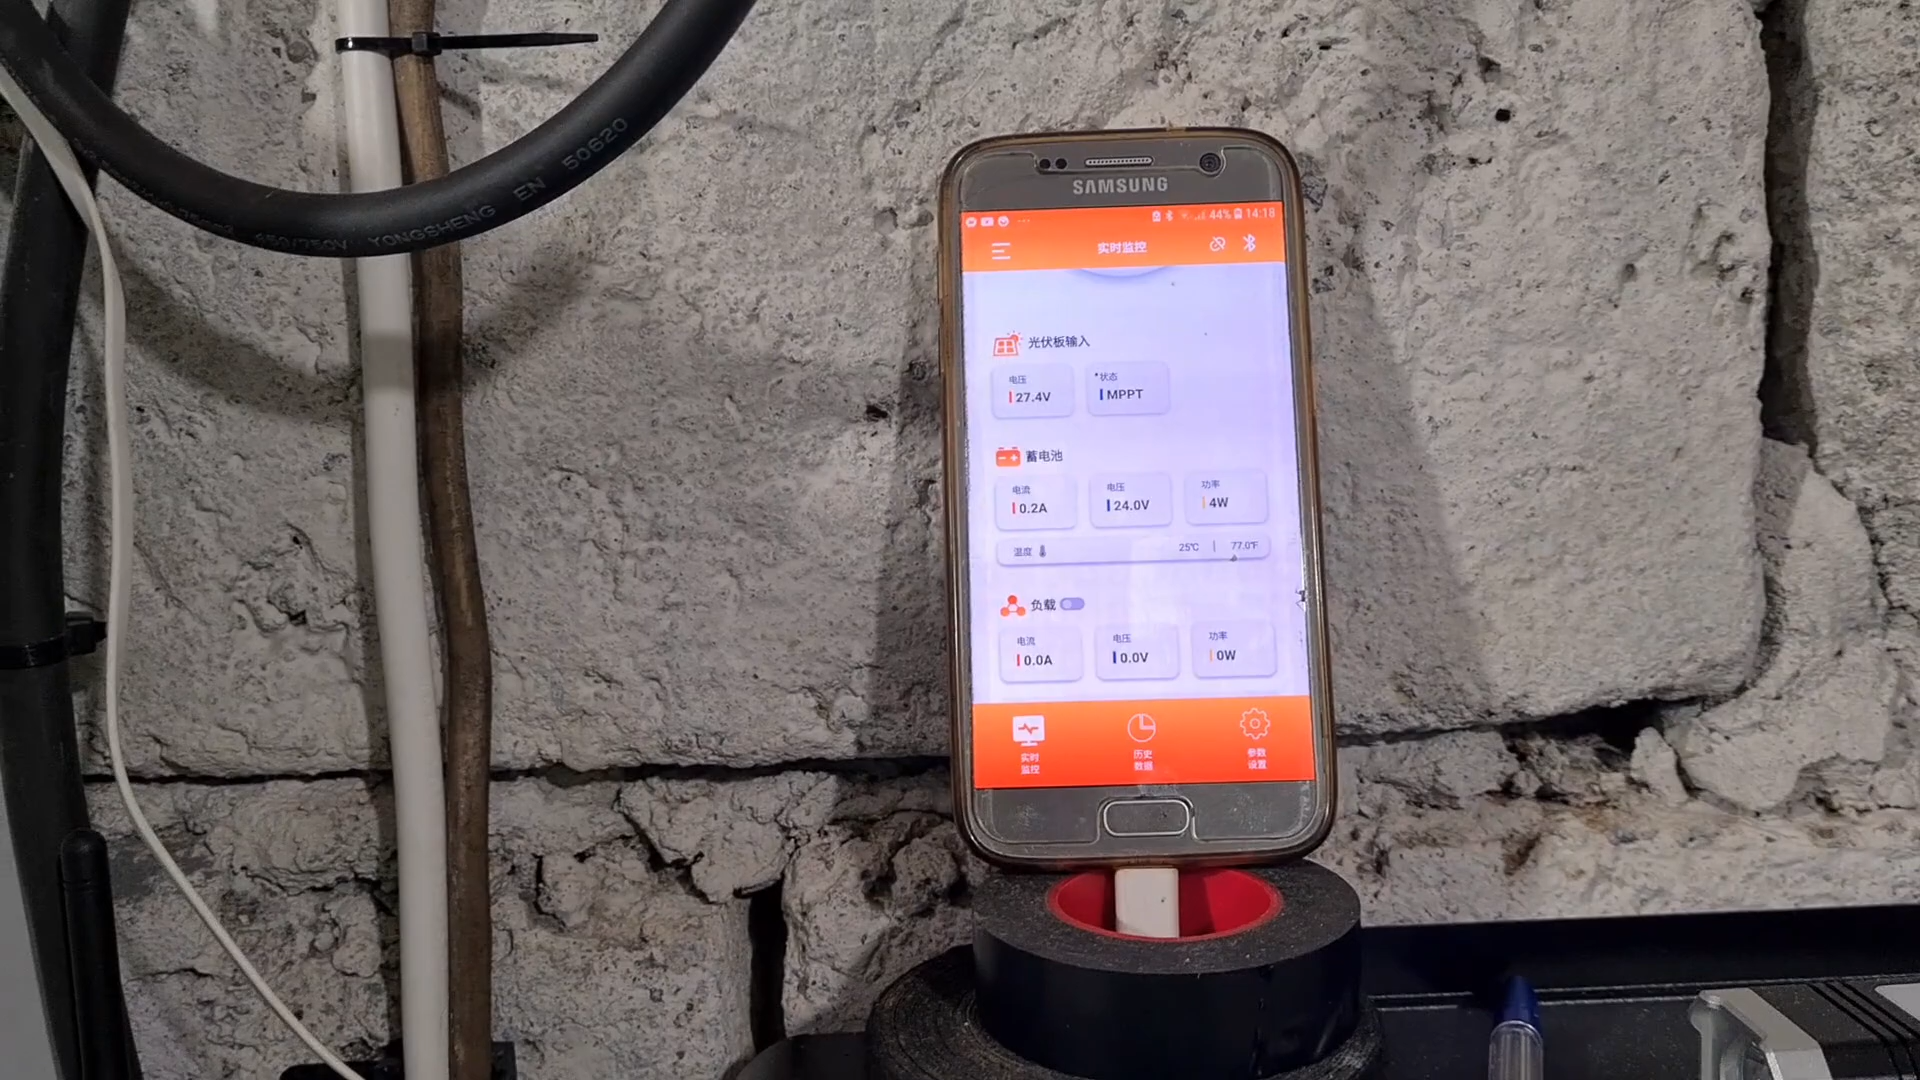 450/750V YONGSHENG EN 50620
SAMSUNG
44% 14:18
实时监控
光伏板输入
电压
27.4V
状态
MPPT
蓄电池
电流
0.2A
电压
24.0V
功率
4W
温度
25℃ | 77.0℉
负载
电流
0.0A
电压
0.0V
功率
0W
实时
监控
历史
数据
参数
设置